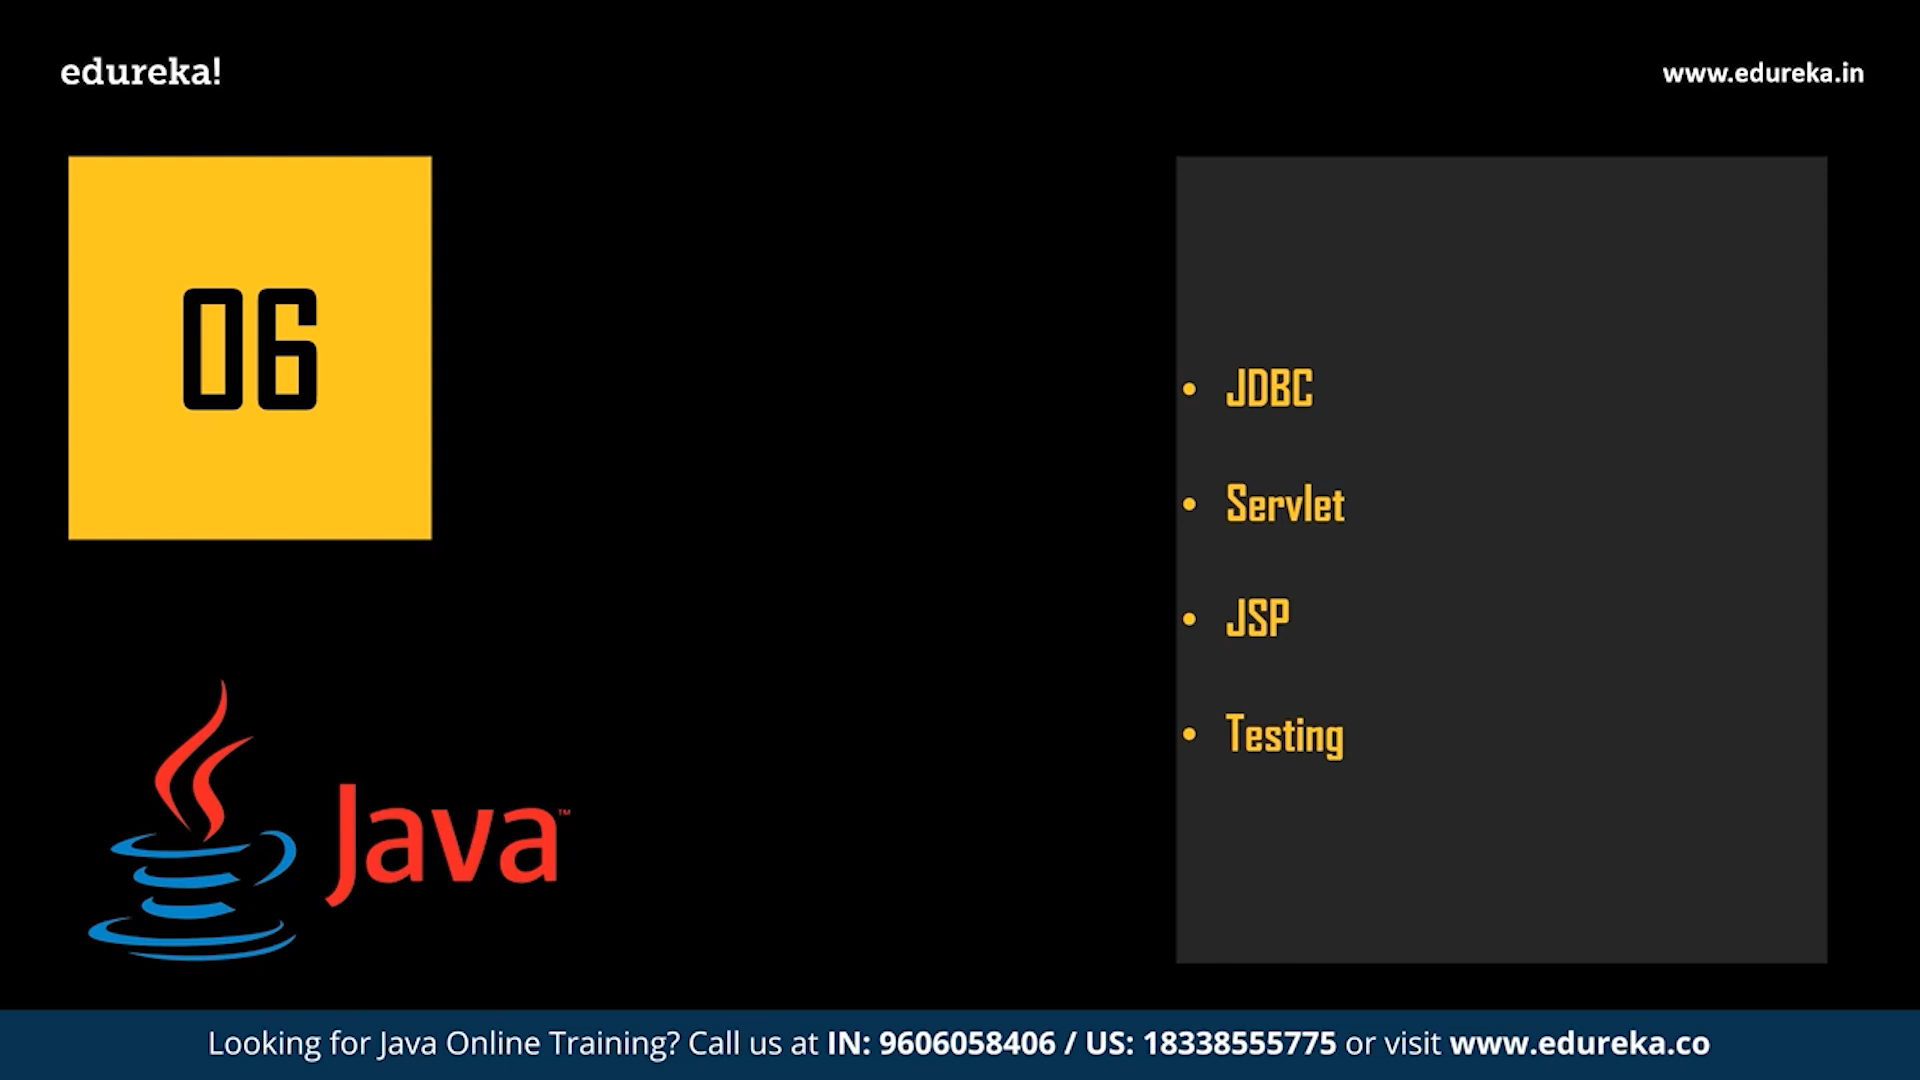 edureka!
www.edureka.in
06
• JDBC
• Servlet
• JSP
• Testing
Java™
Looking for Java Online Training? Call us at IN: 9606058406 / US: 18338555775 or visit www.edureka.co